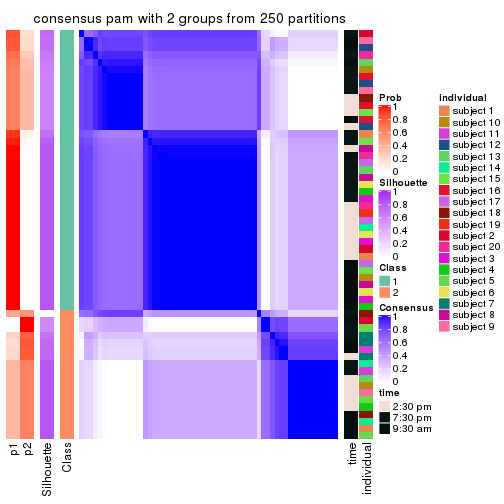 consensus pam with 2 groups from 250 partitions
Prob
1
0.8
0.6
0.4
0.2
0
Silhouette
1
0.8
0.6
0.4
0.2
0
Class
1
2
Consensus
1
0.8
0.6
0.4
0.2
0
time
2:30 pm
7:30 pm
9:30 am
individual
subject 1
subject 10
subject 11
subject 12
subject 13
subject 14
subject 15
subject 16
subject 17
subject 18
subject 19
subject 2
subject 20
subject 3
subject 4
subject 5
subject 6
subject 7
subject 8
subject 9
p1
p2
Silhouette
Class
time
individual